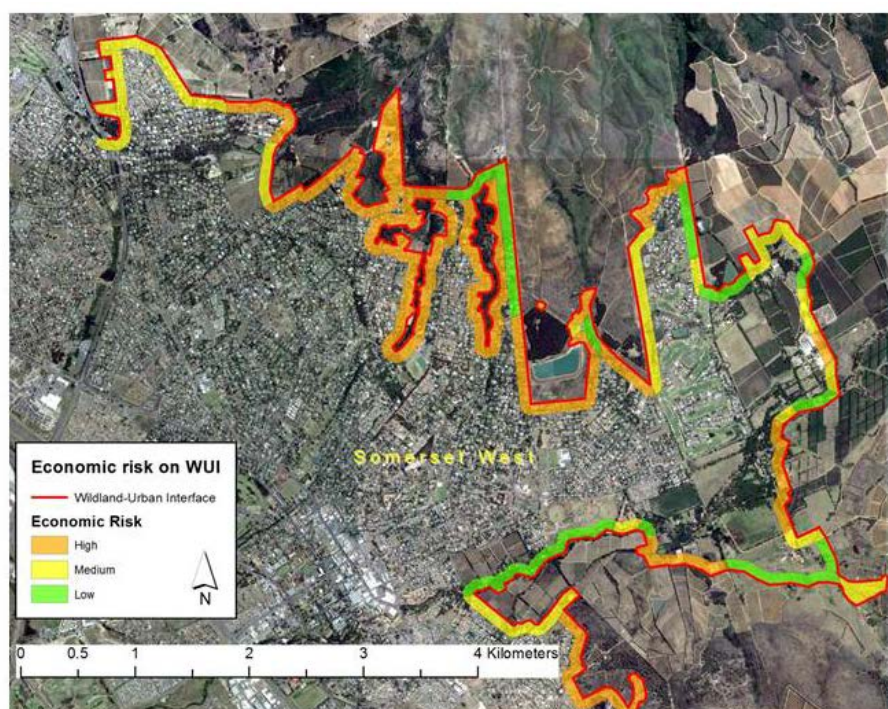 Somerset West
Economic risk on WUI
Wildland-Urban Interface
Economic Risk
High
Medium
Low
N
0 0.5 1 2 3 4 Kilometers